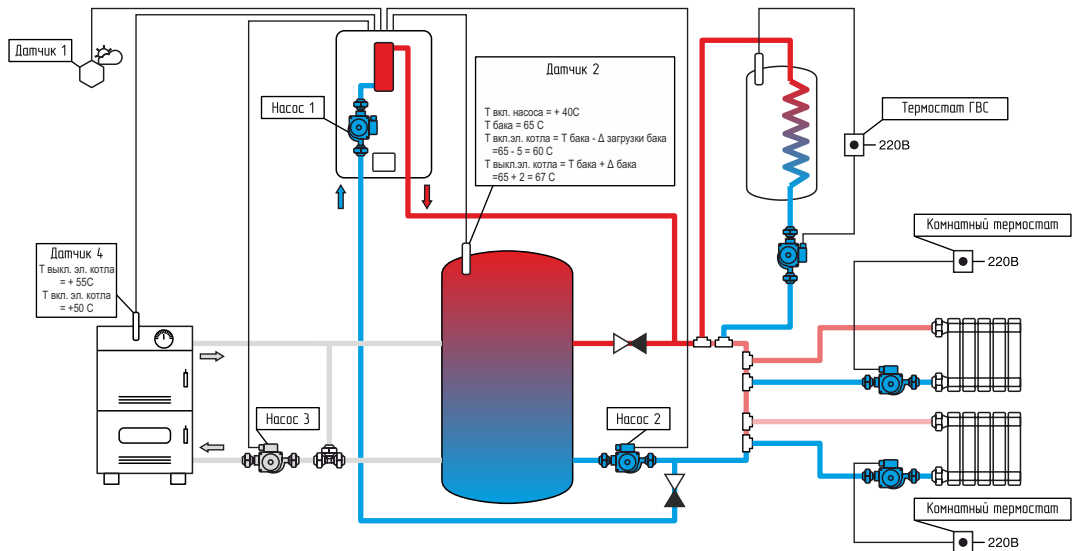 Датчик 1
Насос 1
Датчик 2
T вкл. насоса = + 40С
T бака = 65 С
T вкл.эл. котла = T бака - Δ загрузки бака
=65 - 5 = 60 С
T выкл.эл. котла = T бака + Δ бака
=65 + 2 = 67 С
Термостат ГВС
220В
Комнатный термостат
220В
Датчик 4
T выкл. эл. котла
= + 55С
T вкл. эл. котла
= +50 С
Насос 3
Насос 2
Комнатный термостат
220В